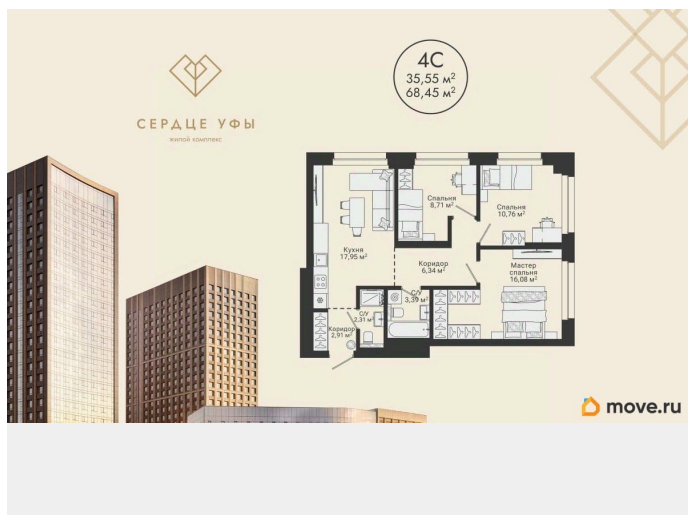 4С
35,55 м²
68,45 м²
СЕРДЦЕ УФЫ
жилой комплекс
Спальня
8,71 м²
Спальня
10,76 м²
Кухня
17,95 м²
Коридор
6,34 м²
Мастер
спальня
16,08 м²
С/У
3,39 м²
С/У
2,31 м²
Коридор
2,91 м²
move.ru